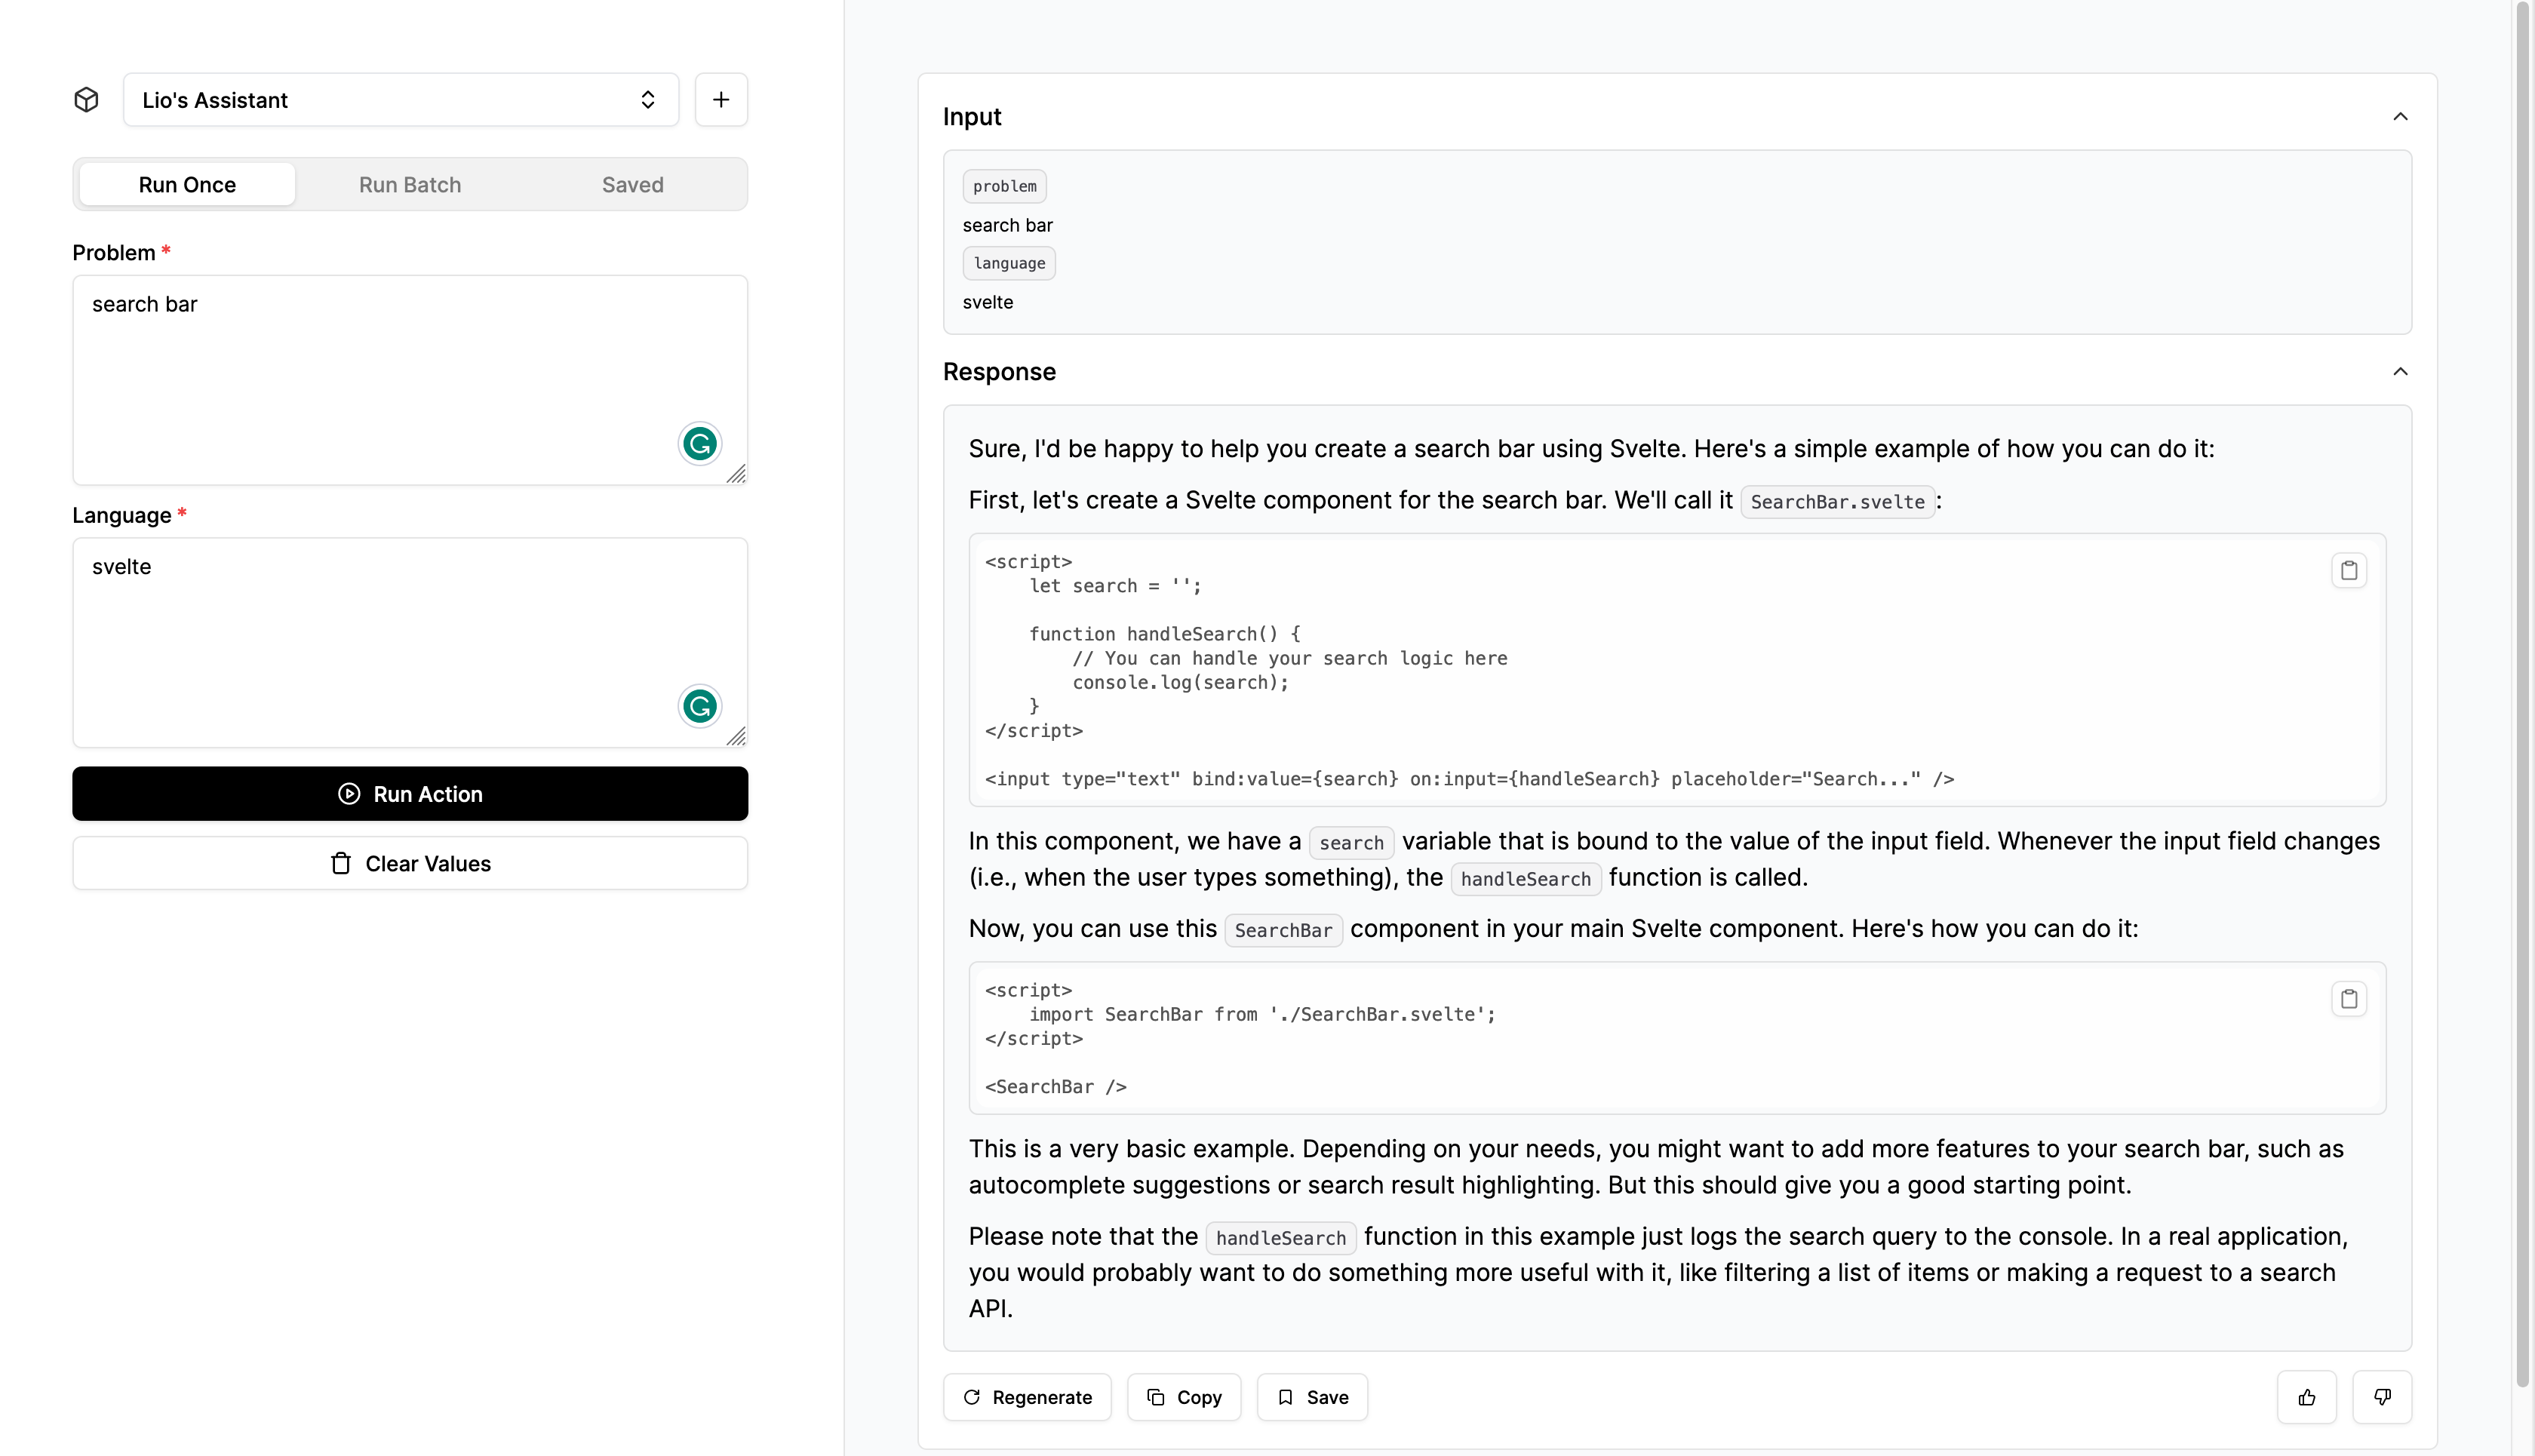 Lio's Assistant
Run Once
Run Batch
Saved
Problem *
search bar
Language *
svelte
Run Action
Clear Values
Input
problem
search bar
language
svelte
Response
Sure, I'd be happy to help you create a search bar using Svelte. Here's a simple example of how you can do it:
First, let's create a Svelte component for the search bar. We'll call it SearchBar.svelte:
<script>
    let search = '';

    function handleSearch() {
        // You can handle your search logic here
        console.log(search);
    }
</script>

<input type="text" bind:value={search} on:input={handleSearch} placeholder="Search..." />
In this component, we have a search variable that is bound to the value of the input field. Whenever the input field changes
(i.e., when the user types something), the handleSearch function is called.
Now, you can use this SearchBar component in your main Svelte component. Here's how you can do it:
<script>
    import SearchBar from './SearchBar.svelte';
</script>

<SearchBar />
This is a very basic example. Depending on your needs, you might want to add more features to your search bar, such as
autocomplete suggestions or search result highlighting. But this should give you a good starting point.
Please note that the handleSearch function in this example just logs the search query to the console. In a real application,
you would probably want to do something more useful with it, like filtering a list of items or making a request to a search
API.
Regenerate
Copy
Save